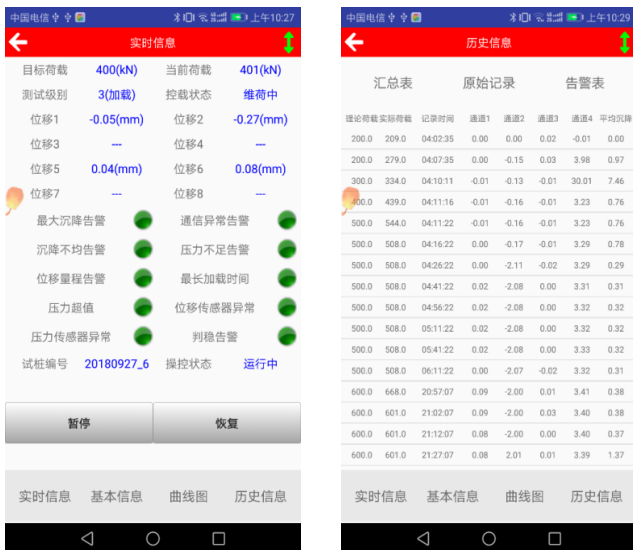 中国电信 上午10:27
实时信息
目标荷载 400(kN) 当前荷载 401(kN)
测试级别 3(加载) 控载状态 维荷中
位移1 -0.05(mm) 位移2 -0.27(mm)
位移3 --- 位移4 ---
位移5 0.04(mm) 位移6 0.08(mm)
位移7 --- 位移8 ---
最大沉降告警 通信异常告警
沉降不均告警 压力不足告警
位移量程告警 最长加载时间
压力超值 位移传感器异常
压力传感器异常 判稳告警
试桩编号 20180927_6 操控状态 运行中
暂停 恢复
实时信息 基本信息 曲线图 历史信息
中国电信 上午10:29
历史信息
汇总表 原始记录 告警表
理论荷载 实际荷载 记录时间 通道1 通道2 通道3 通道4 平均沉降
200.0 209.0 04:02:35 0.00 0.00 0.02 -0.01 0.00
200.0 279.0 04:07:35 0.00 -0.15 0.03 3.98 0.97
300.0 334.0 04:10:11 -0.01 -0.13 -0.01 30.01 7.46
400.0 439.0 04:11:16 -0.01 -0.16 -0.01 3.23 0.76
500.0 544.0 04:11:22 -0.01 -0.16 -0.01 3.23 0.76
500.0 508.0 04:16:22 0.00 -0.17 -0.01 3.29 0.78
500.0 508.0 04:26:22 0.00 -2.11 -0.02 3.29 0.29
500.0 508.0 04:41:22 0.02 -2.08 0.00 3.31 0.31
500.0 508.0 04:56:22 0.02 -2.08 0.00 3.32 0.32
500.0 508.0 05:11:22 0.02 -2.08 0.00 3.32 0.32
500.0 508.0 05:41:22 0.02 -2.08 0.00 3.33 0.32
500.0 508.0 06:11:22 0.00 -2.07 -0.02 3.32 0.31
600.0 668.0 20:57:07 0.09 -2.00 0.01 3.41 0.38
600.0 601.0 21:02:07 0.09 -2.00 0.03 3.40 0.38
600.0 601.0 21:12:07 0.08 -2.00 0.00 3.40 0.37
600.0 601.0 21:27:07 0.08 2.01 0.01 3.39 1.37
实时信息 基本信息 曲线图 历史信息